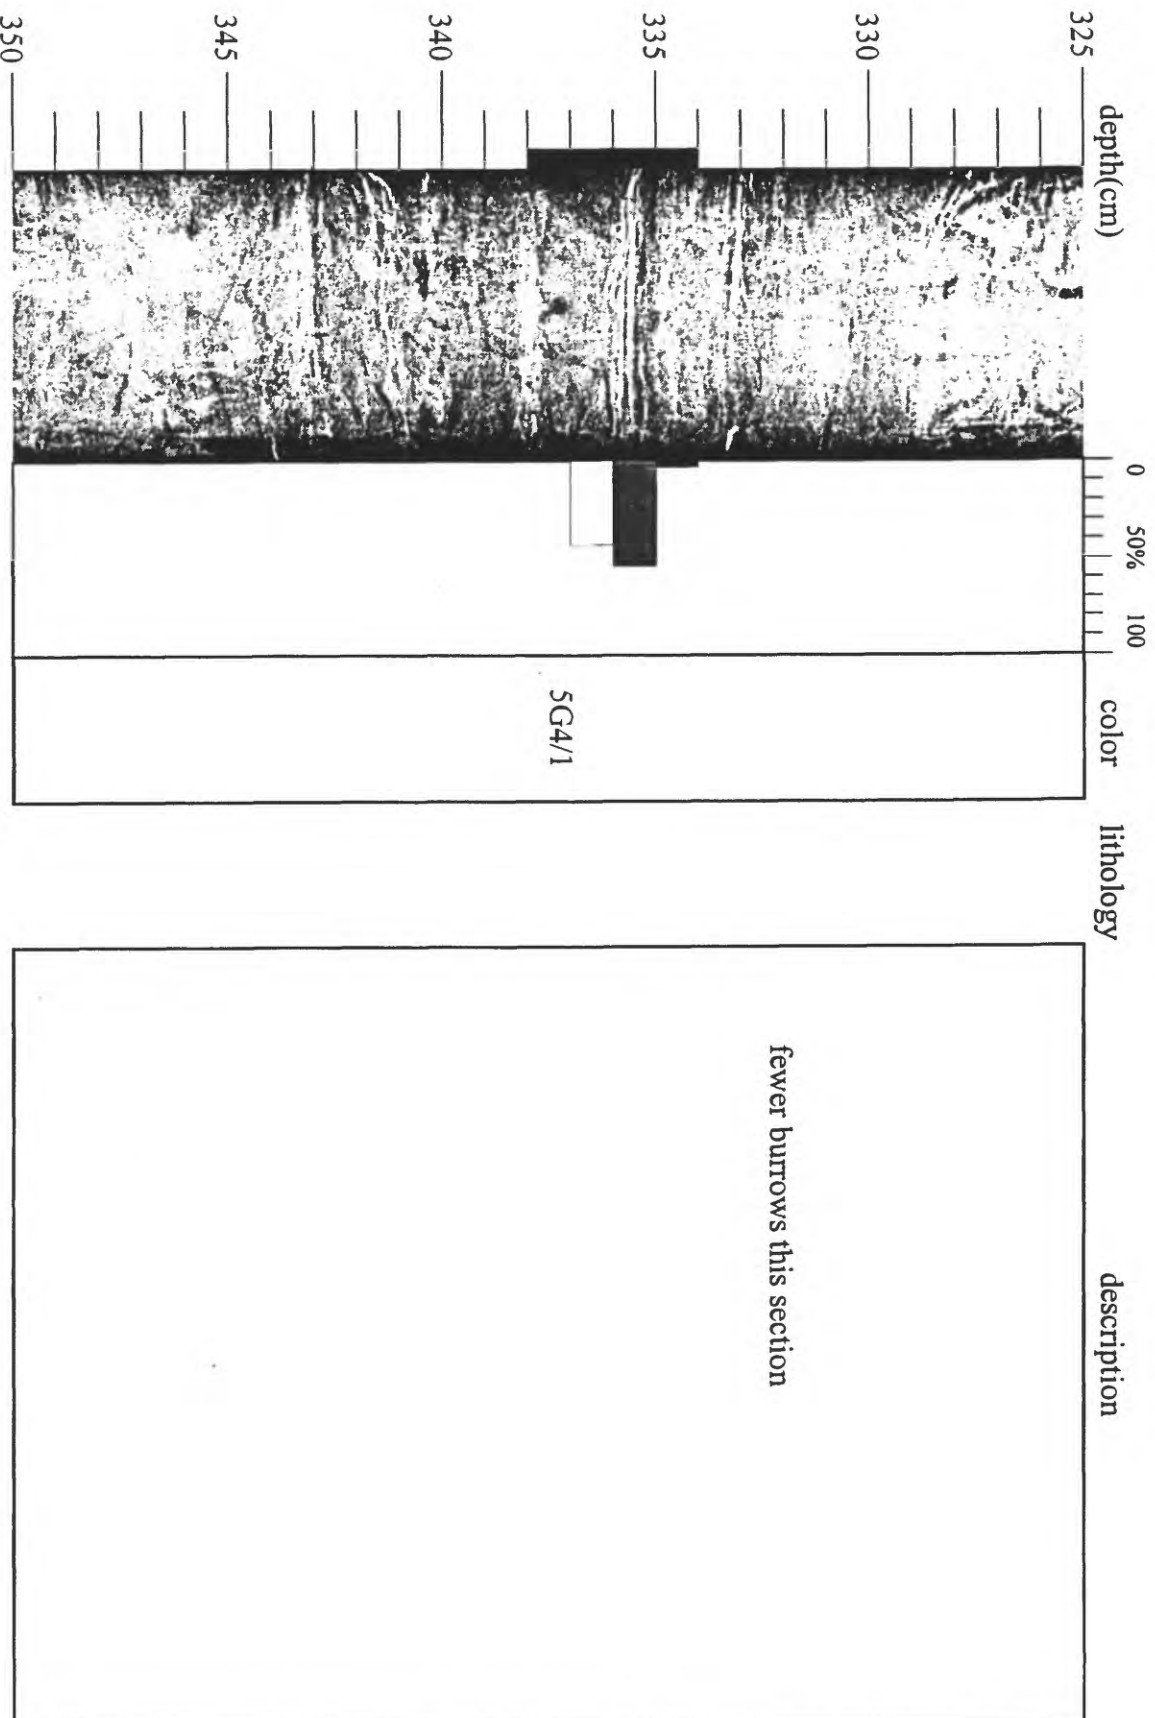 depth(cm)
0 50% 100
color
lithology
description
325
330
335
340
345
350
5G4/1
fewer burrows this section